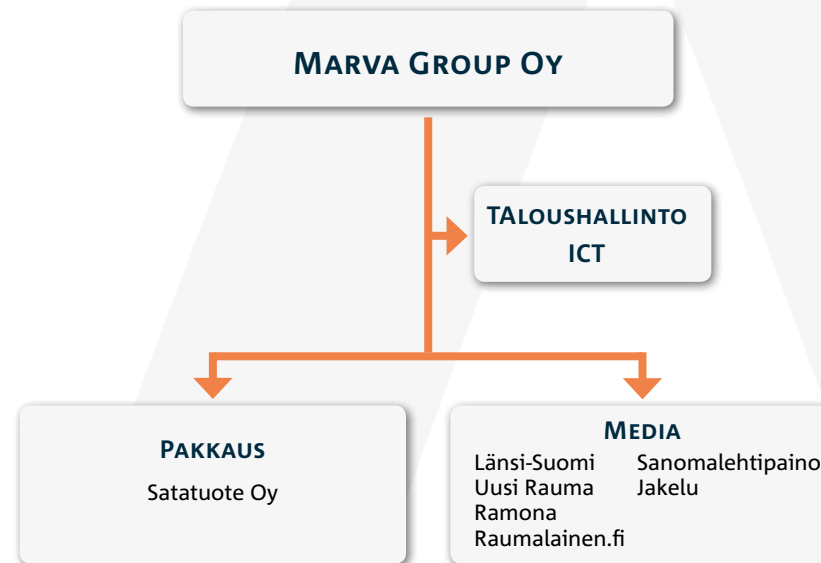 MARVA GROUP OY
TALOUSHALLINTO
ICT
PAKKAUS
Satatuote Oy
MEDIA
Länsi-Suomi
Uusi Rauma
Ramona
Raumalainen.fi
Sanomalehtipaino
Jakelu